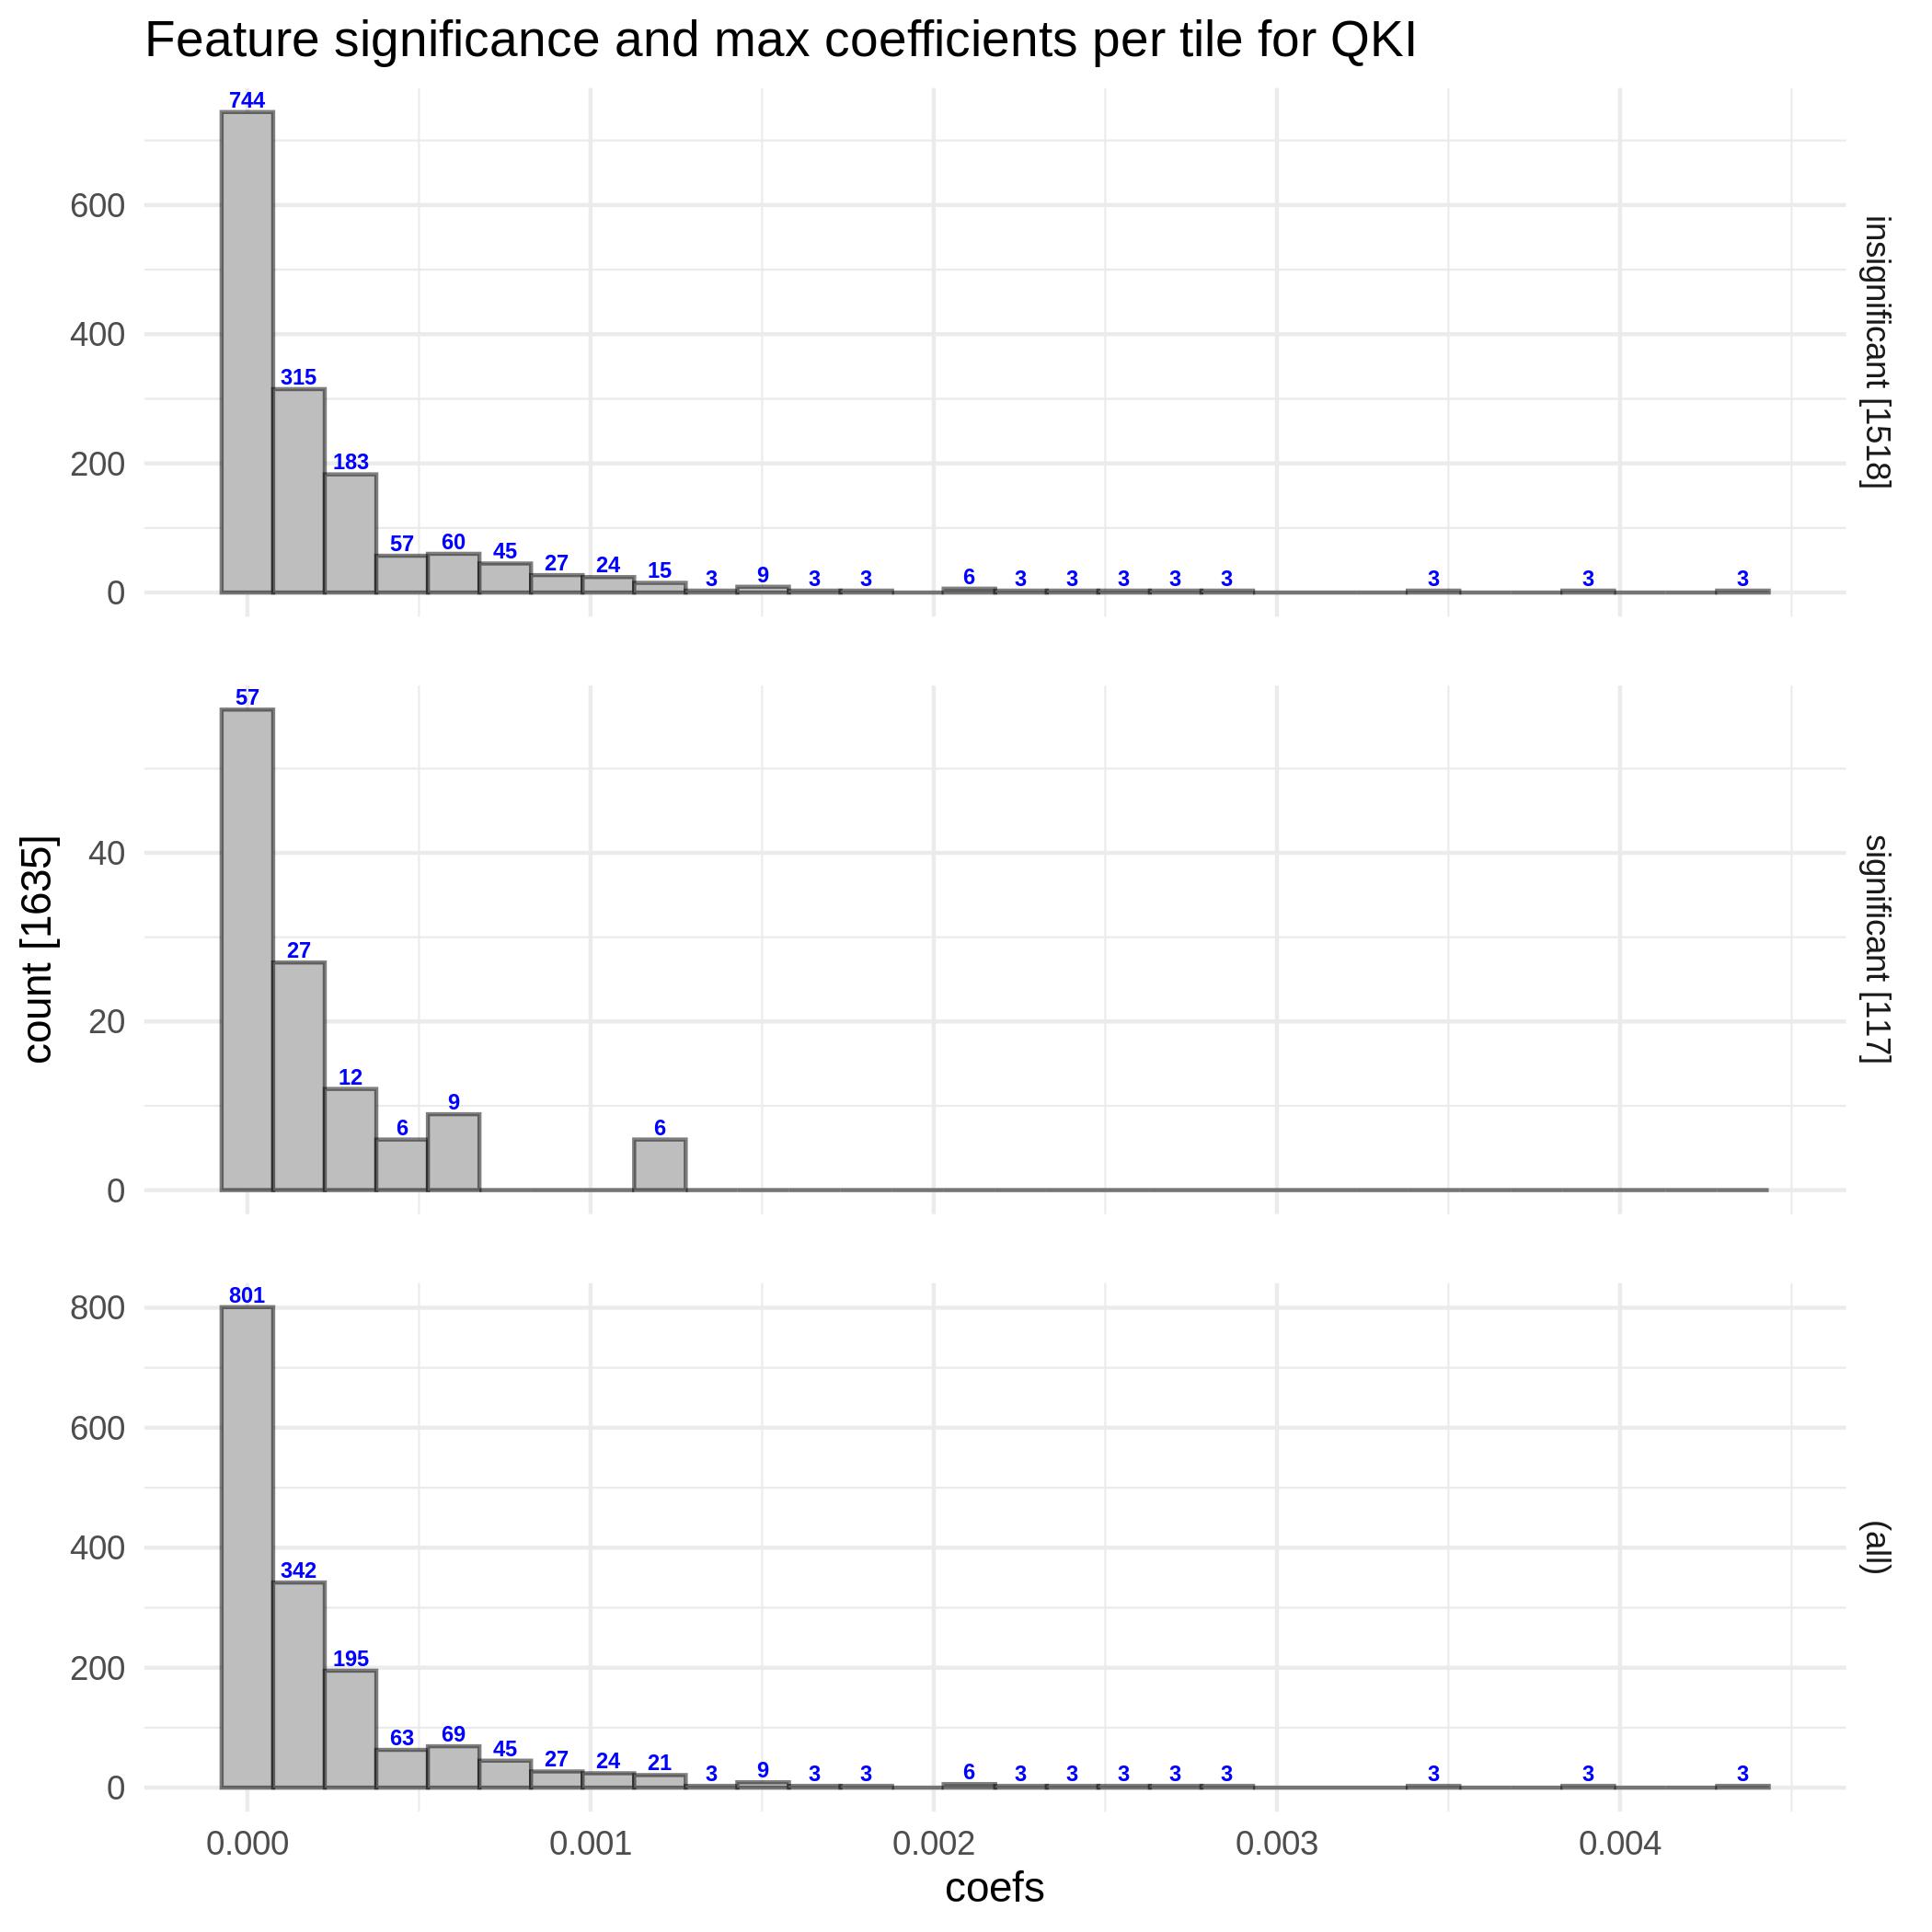 Feature significance and max coefficients per tile for QKI
744
315
183
57 60 45 27 24 15 3 9 3 3 6 3 3 3 3 3 3 3 3
600
400
200
0
insignificant [1518]
57
27
12
6
9
6
40
20
0
significant [117]
count [1635]
801
342
195
63 69 45 27 24 21 3 9 3 3 6 3 3 3 3 3 3 3 3
800
600
400
200
0
(all)
0.000 0.001 0.002 0.003 0.004
coefs